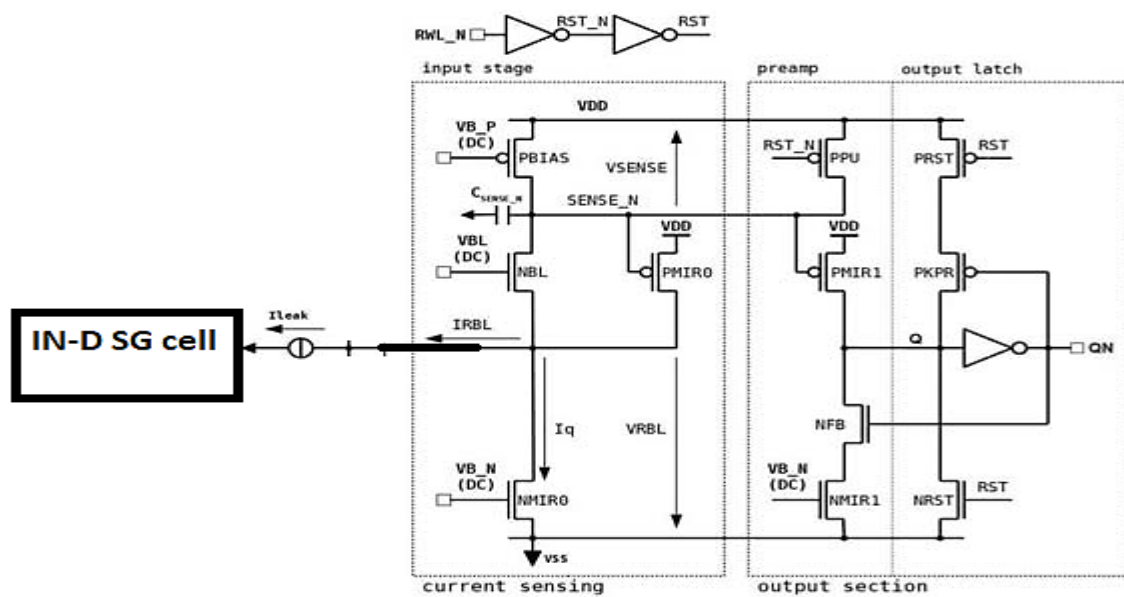 RWL_N
RST_N
RST
input stage
preamp
output latch
VDD
VB_P
(DC)
PBIAS
VSENSE
RST_N
PPU
PRST
RST
CSENSE_N
SENSE_N
VDD
VDD
VBL
(DC)
NBL
PMIR0
PMIR1
PKPR
IN-D SG cell
Ileak
IRBL
Q
QN
Iq
VRBL
NFB
VB_N
(DC)
NMIR0
VB_N
(DC)
NMIR1
NRST
RST
VSS
current sensing
output section